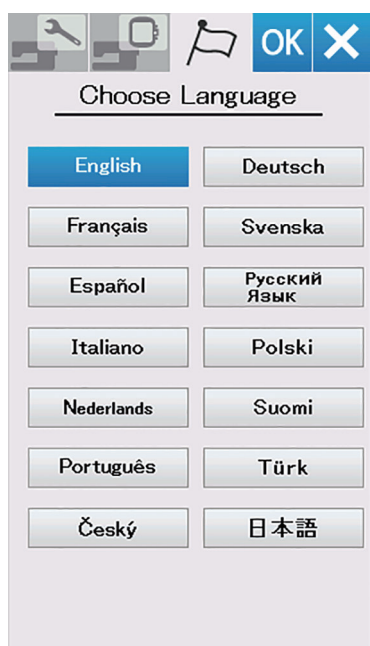 OK
Choose Language
English
Deutsch
Français
Svenska
Español
Русский
Язык
Italiano
Polski
Nederlands
Suomi
Português
Türk
Český
日本語